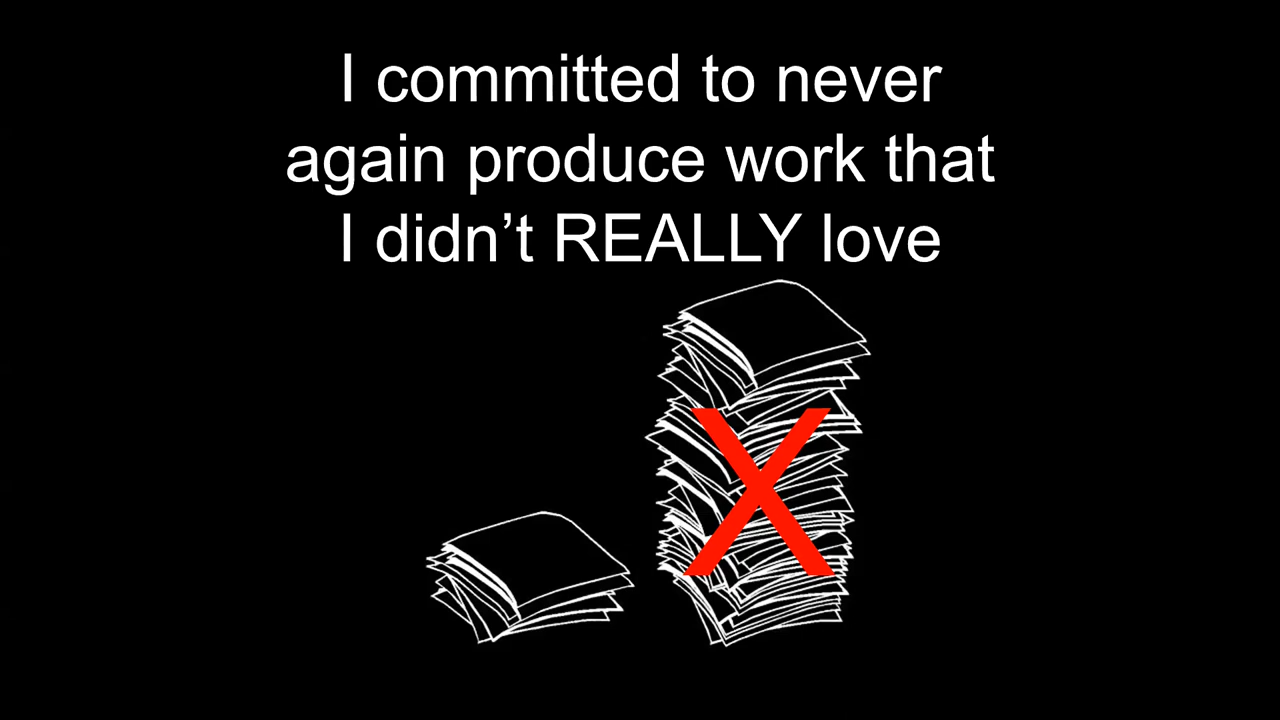 I committed to never
again produce work that
I didn’t REALLY love
X